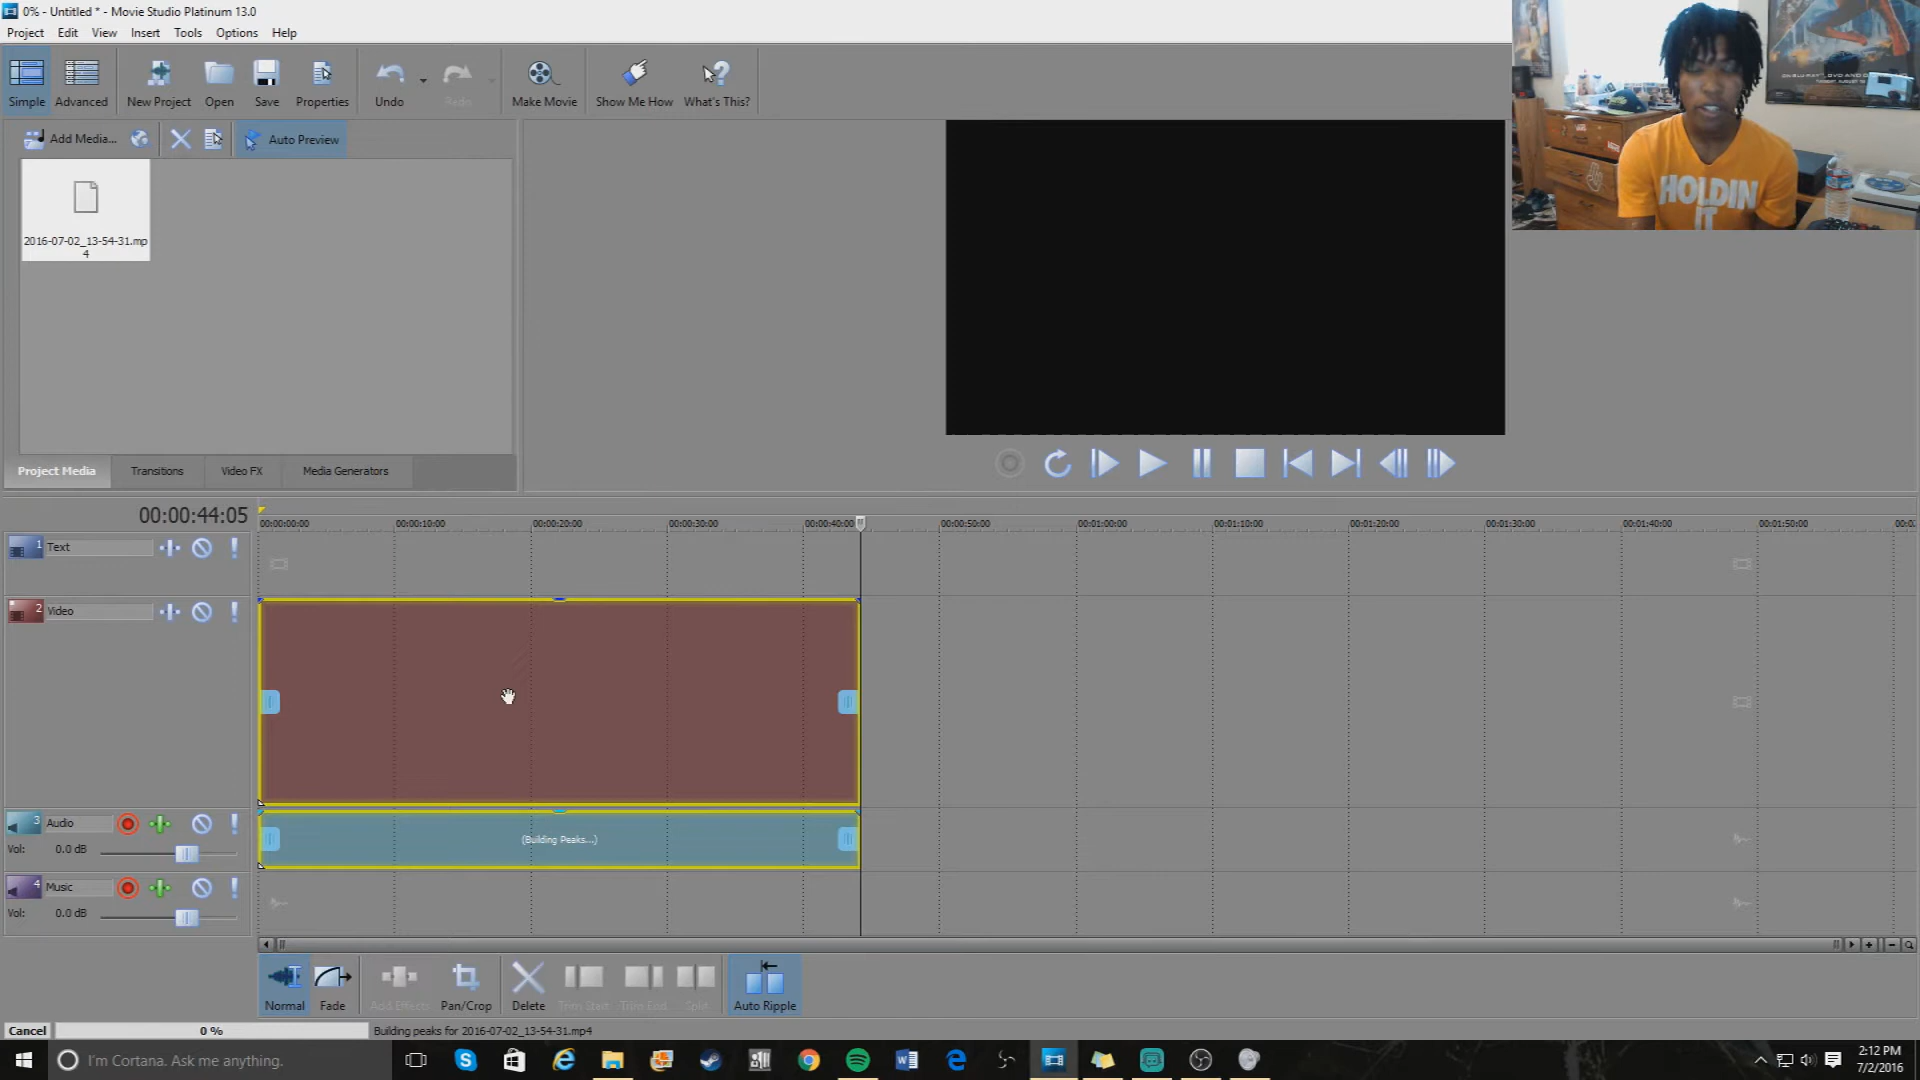 0% - Untitled * - Movie Studio Platinum 13.0
Project Edit View Insert Tools Options Help
Simple Advanced New Project Open Save Properties Undo Redo Make Movie Show Me How What's This?
Add Media... Auto Preview
2016-07-02_13-54-31.mp
4
HOLDIN
IT
Project Media Transitions Video FX Media Generators
00:00:44:05
00:00:00:00 00:00:10:00 00:00:20:00 00:00:30:00 00:00:40:00 00:00:50:00 00:01:00:00 00:01:10:00 00:01:20:00 00:01:30:00 00:01:40:00 00:01:50:00
1 Text
2 Video
3 Audio
Vol: 0.0 dB
(Building Peaks...)
4 Music
Vol: 0.0 dB
Normal Fade Add Effects Pan/Crop Delete Trim Start Trim End Split Auto Ripple
Cancel 0 % Building peaks for 2016-07-02_13-54-31.mp4
I'm Cortana. Ask me anything.
2:12 PM
7/2/2016